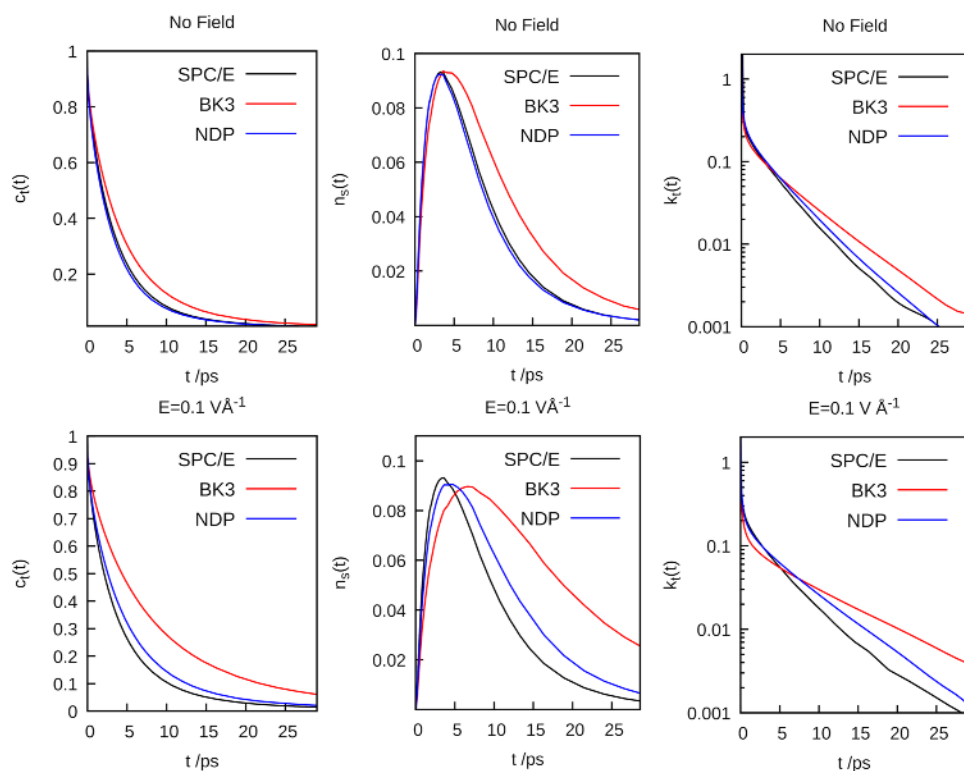 No Field
1
0.8
0.6
0.4
0.2
c_t(t)
SPC/E
BK3
NDP
0 5 10 15 20 25
t /ps
No Field
0.1
0.08
0.06
0.04
0.02
n_s(t)
SPC/E
BK3
NDP
0 5 10 15 20 25
t /ps
No Field
1
0.1
0.01
0.001
k_t(t)
SPC/E
BK3
NDP
0 5 10 15 20 25
t /ps
E=0.1 VÅ⁻¹
1
0.9
0.8
0.7
0.6
0.5
0.4
0.3
0.2
0.1
0
c_t(t)
SPC/E
BK3
NDP
0 5 10 15 20 25
t /ps
E=0.1 VÅ⁻¹
0.1
0.08
0.06
0.04
0.02
n_s(t)
SPC/E
BK3
NDP
0 5 10 15 20 25
t /ps
E=0.1 V Å⁻¹
1
0.1
0.01
0.001
k_t(t)
SPC/E
BK3
NDP
0 5 10 15 20 25
t /ps